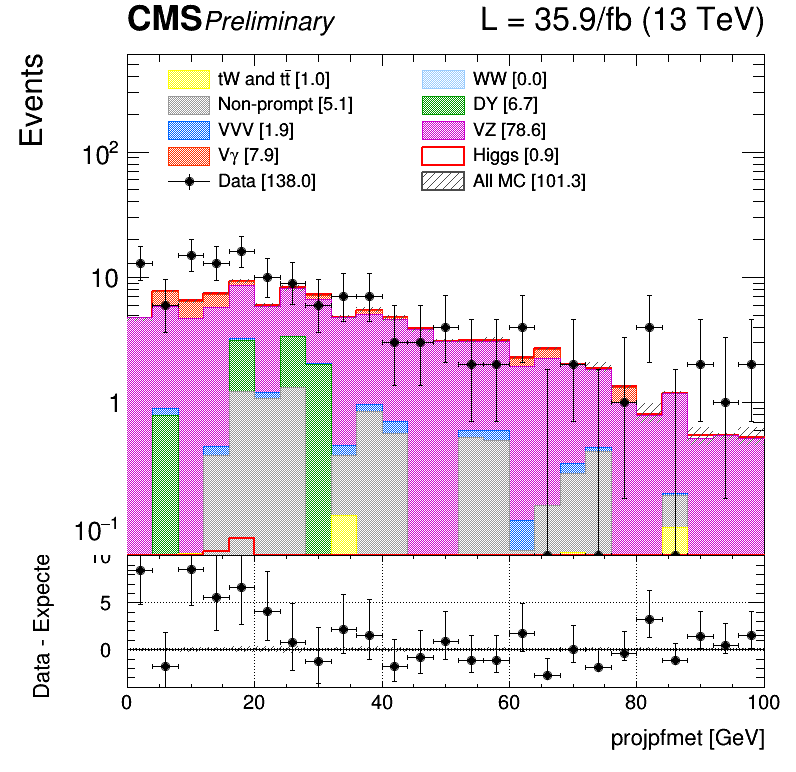 CMS Preliminary L = 35.9/fb (13 TeV)
Events
tW and tt̄ [1.0] WW [0.0]
Non-prompt [5.1] DY [6.7]
VVV [1.9] VZ [78.6]
Vγ [7.9] Higgs [0.9]
Data [138.0] All MC [101.3]
10²
10
1
10⁻¹
Data - Expecte
10
5
0
0 20 40 60 80 100
projpfmet [GeV]